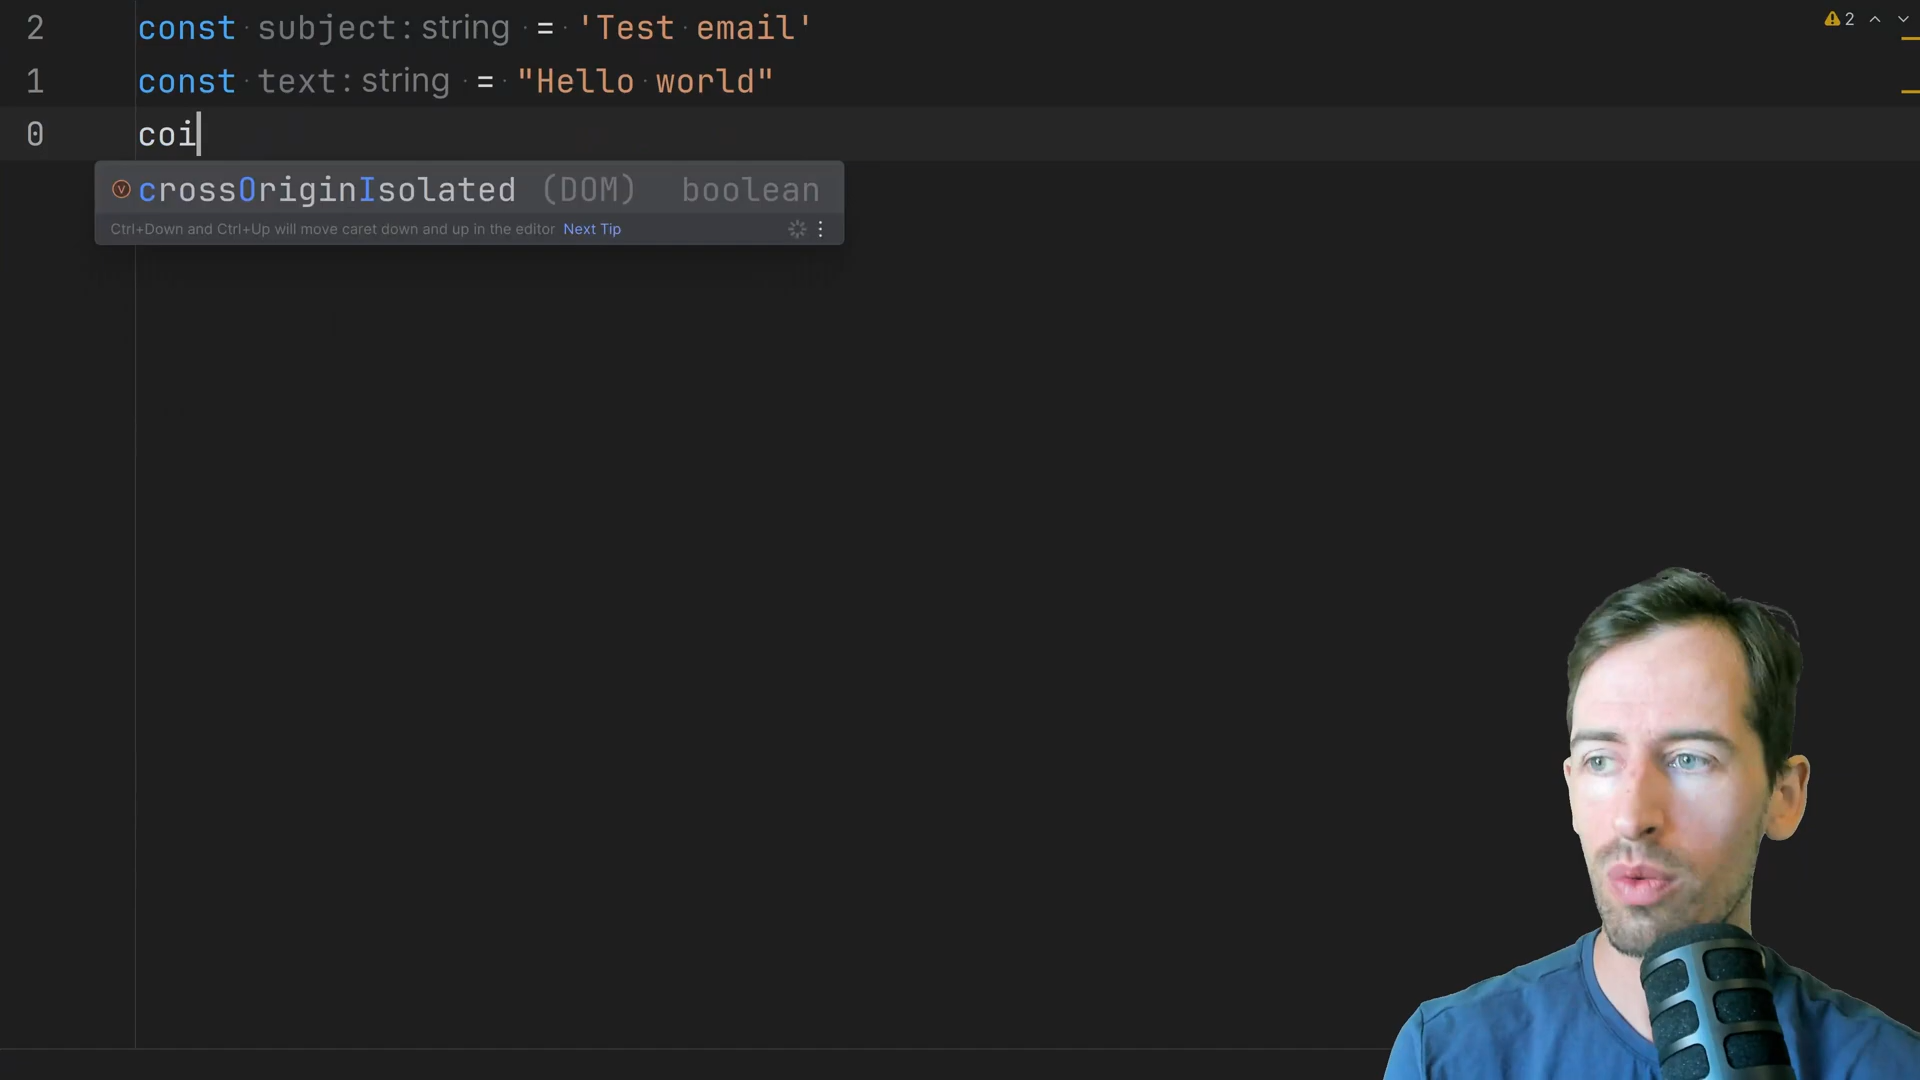 2 const subject: string = 'Test email'
1 const text: string = "Hello world"
0 coi
crossOriginIsolated (DOM) boolean
Ctrl+Down and Ctrl+Up will move caret down and up in the editor Next Tip
2